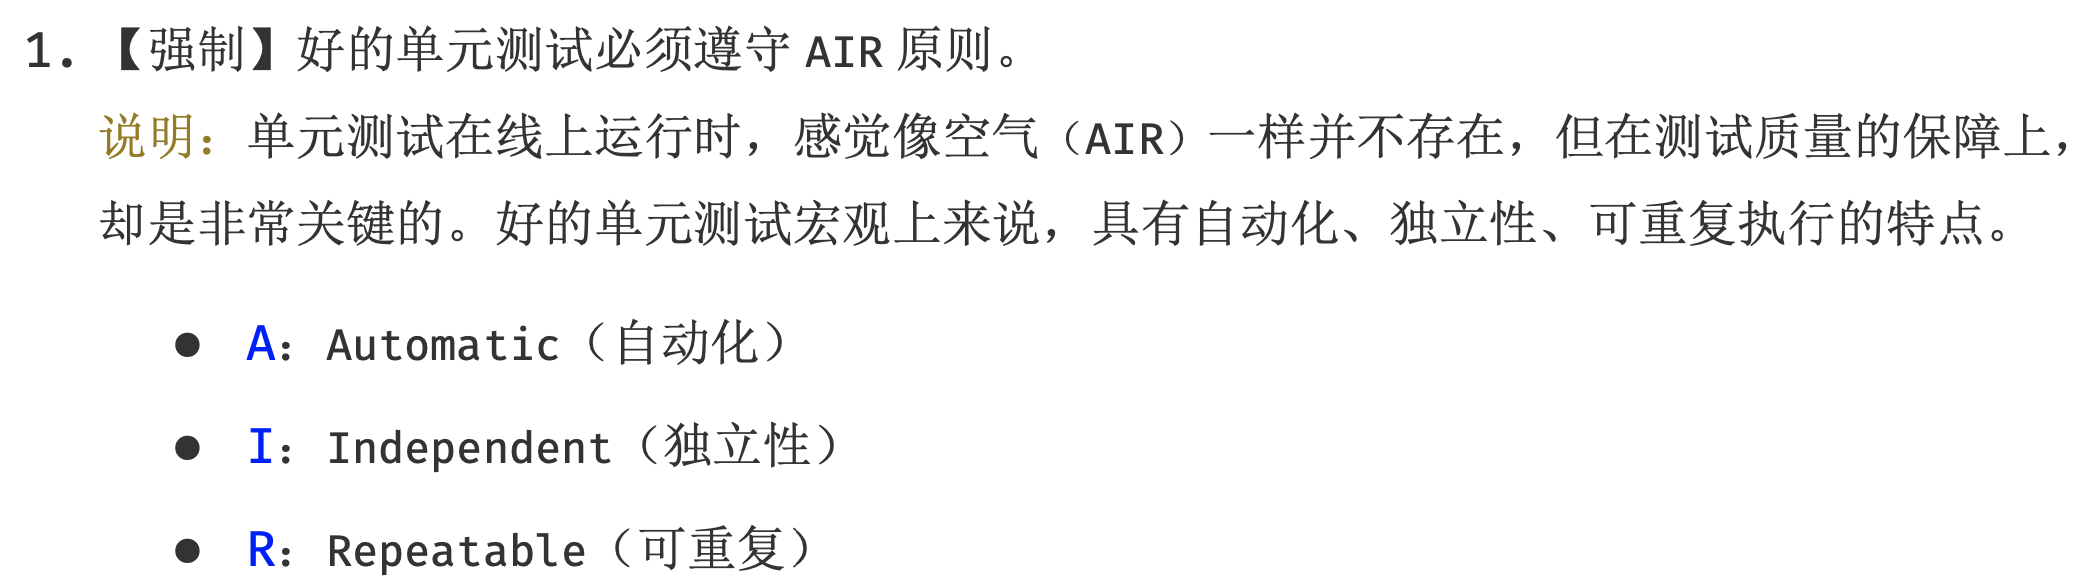 1. 【强制】好的单元测试必须遵守 AIR 原则。
说明：单元测试在线上运行时，感觉像空气（AIR）一样并不存在，但在测试质量的保障上，
却是非常关键的。好的单元测试宏观上来说，具有自动化、独立性、可重复执行的特点。
● A：Automatic（自动化）
● I：Independent（独立性）
● R：Repeatable（可重复）